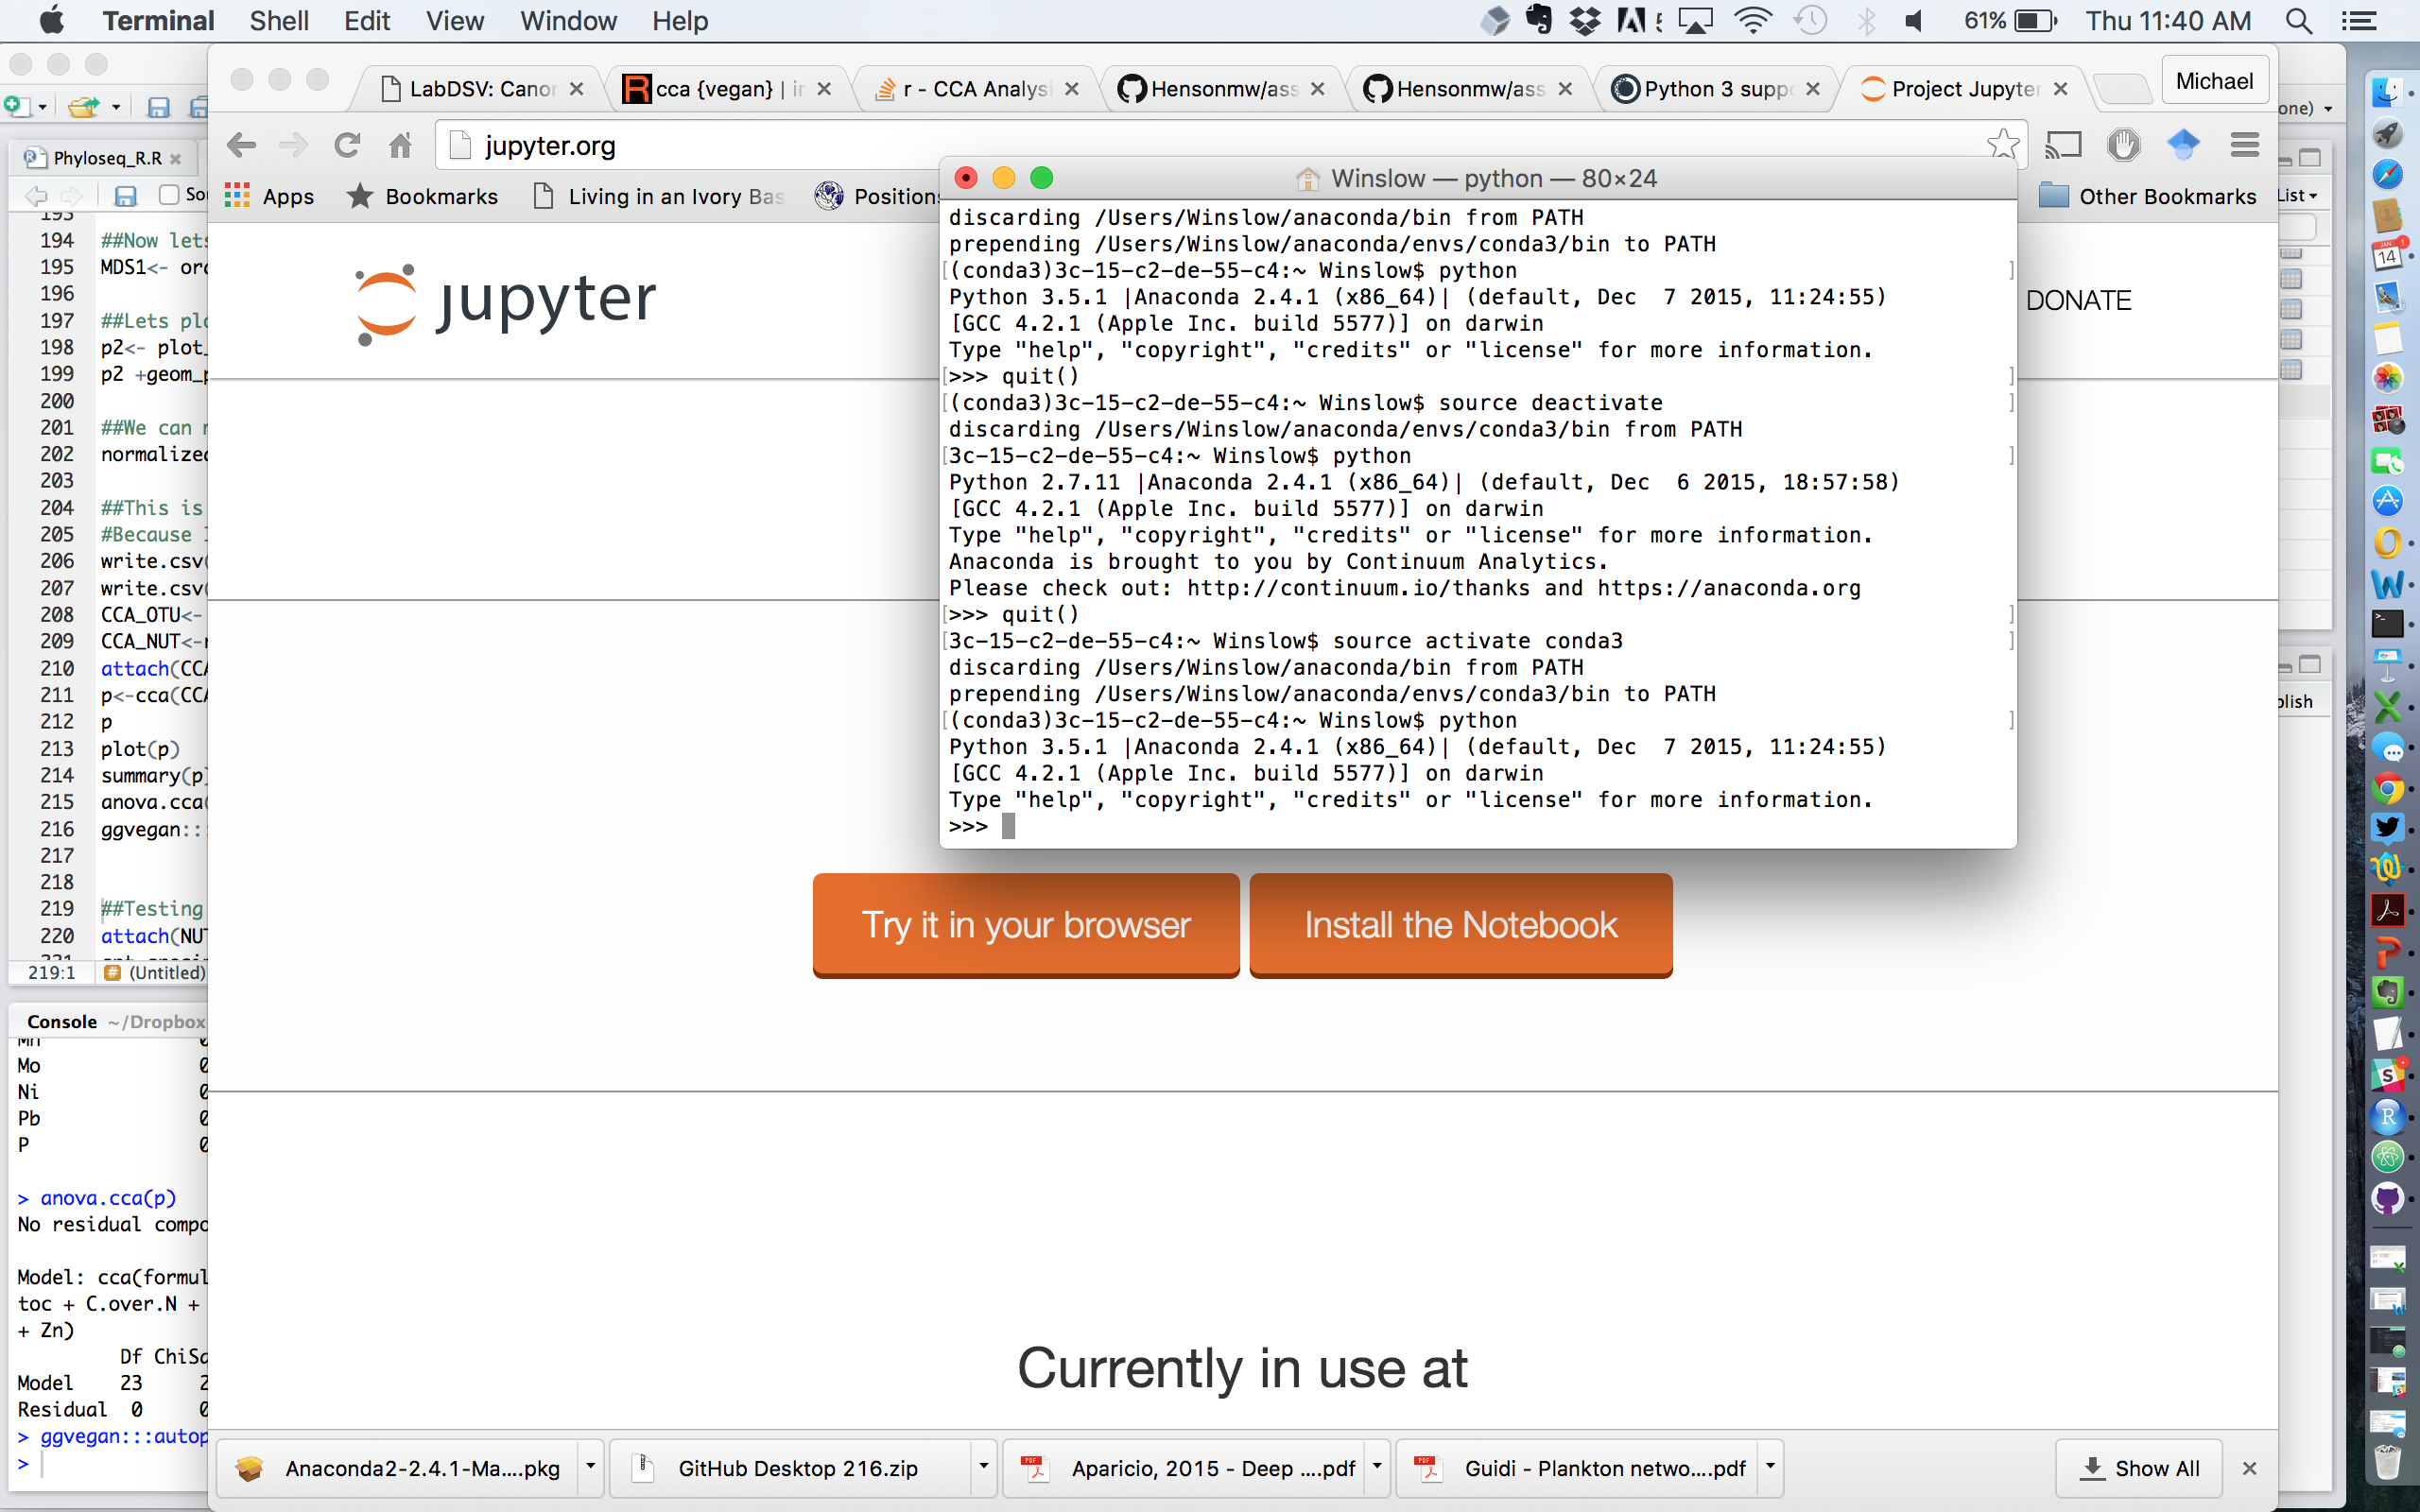 Terminal Shell Edit View Window Help
61% Thu 11:40 AM
LabDSV: Canor
cca {vegan} | ir
r - CCA Analysi
Hensonmw/ass
Hensonmw/ass
Python 3 suppo
Project Jupyter
Michael
jupyter.org
Apps Bookmarks Living in an Ivory Bas Positions
Other Bookmarks
Phyloseq_R.R
Sou
one)
List
193
194 ##Now lets
195 MDS1<- ord
196
197 ##Lets plo
198 p2<- plot_
199 p2 +geom_p
200
201 ##We can n
202 normalized
203
204 ##This is
205 #Because I
206 write.csv(
207 write.csv(
208 CCA_OTU<-
209 CCA_NUT<-r
210 attach(CCA
211 p<-cca(CCA
212 p
213 plot(p)
214 summary(p)
215 anova.cca(
216 ggvegan::
217
218
219 ##Testing
220 attach(NUT
219:1 (Untitled)
Console ~/Dropbox
Mn
Mo 0
Ni 0
Pb 0
P 0
> anova.cca(p)
No residual compo
Model: cca(formul
toc + C.over.N +
+ Zn)
Df ChiSq
Model 23 2
Residual 0 0
> ggvegan:::autop
>
jupyter
DONATE
Winslow — python — 80×24
discarding /Users/Winslow/anaconda/bin from PATH
prepending /Users/Winslow/anaconda/envs/conda3/bin to PATH
[(conda3)3c-15-c2-de-55-c4:~ Winslow$ python ]
Python 3.5.1 |Anaconda 2.4.1 (x86_64)| (default, Dec  7 2015, 11:24:55)
[GCC 4.2.1 (Apple Inc. build 5577)] on darwin
Type "help", "copyright", "credits" or "license" for more information.
[>>> quit() ]
[(conda3)3c-15-c2-de-55-c4:~ Winslow$ source deactivate ]
discarding /Users/Winslow/anaconda/envs/conda3/bin from PATH
[3c-15-c2-de-55-c4:~ Winslow$ python ]
Python 2.7.11 |Anaconda 2.4.1 (x86_64)| (default, Dec  6 2015, 18:57:58)
[GCC 4.2.1 (Apple Inc. build 5577)] on darwin
Type "help", "copyright", "credits" or "license" for more information.
Anaconda is brought to you by Continuum Analytics.
Please check out: http://continuum.io/thanks and https://anaconda.org
[>>> quit() ]
[3c-15-c2-de-55-c4:~ Winslow$ source activate conda3 ]
discarding /Users/Winslow/anaconda/bin from PATH
prepending /Users/Winslow/anaconda/envs/conda3/bin to PATH
[(conda3)3c-15-c2-de-55-c4:~ Winslow$ python ]
Python 3.5.1 |Anaconda 2.4.1 (x86_64)| (default, Dec  7 2015, 11:24:55)
[GCC 4.2.1 (Apple Inc. build 5577)] on darwin
Type "help", "copyright", "credits" or "license" for more information.
>>>
Try it in your browser
Install the Notebook
Currently in use at
blish
JAN
14
Anaconda2-2.4.1-Ma....pkg
GitHub Desktop 216.zip
Aparicio, 2015 - Deep ....pdf
Guidi - Plankton netwo....pdf
Show All